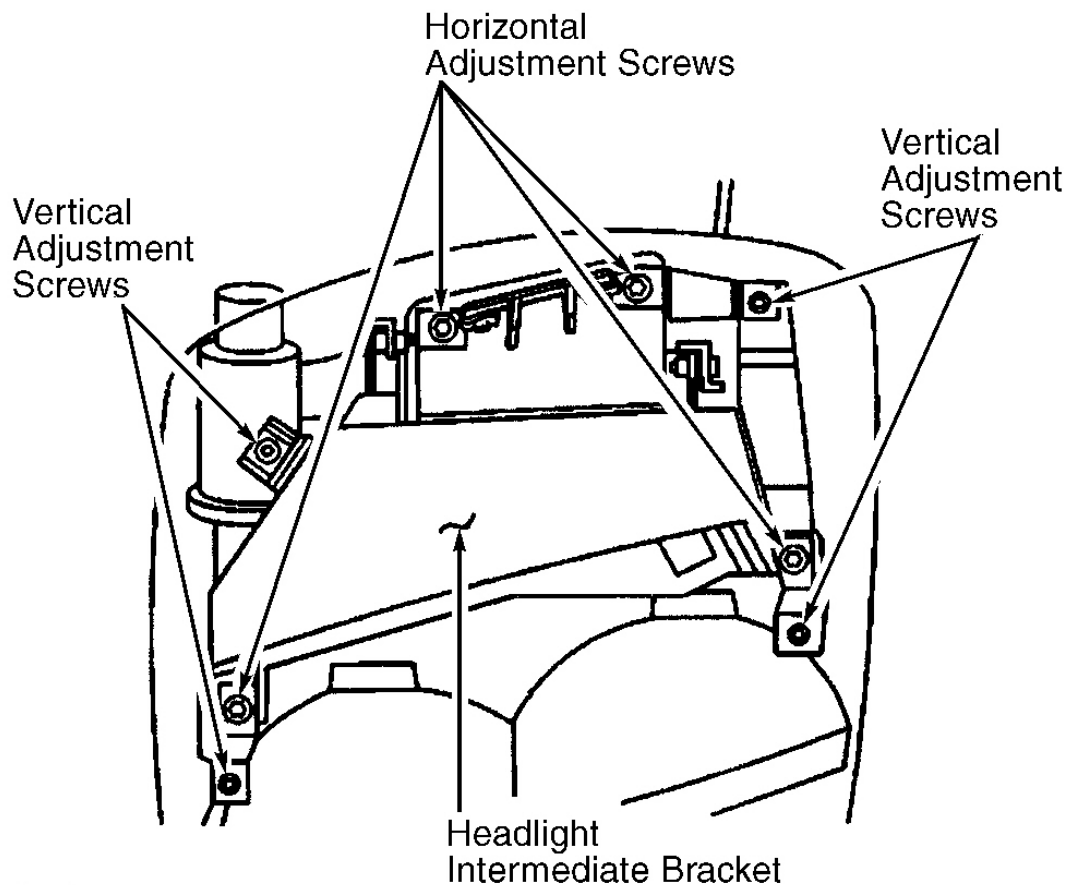 Horizontal
Adjustment Screws
Vertical
Adjustment
Screws
Vertical
Adjustment
Screws
Headlight
Intermediate Bracket